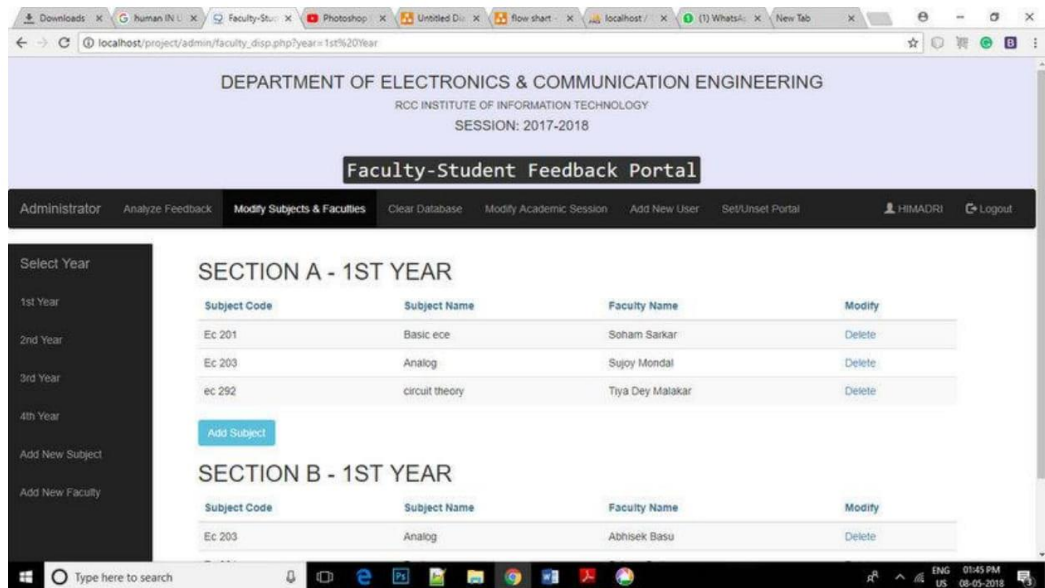 Downloads
human IN L
Faculty-Stud
Photoshop
Untitled Di
flow shart -
localhost /
(1) WhatsA
New Tab
localhost/project/admin/faculty_disp.php?year=1st%20Year
DEPARTMENT OF ELECTRONICS & COMMUNICATION ENGINEERING
RCC INSTITUTE OF INFORMATION TECHNOLOGY
SESSION: 2017-2018
Faculty-Student Feedback Portal
Administrator Analyze Feedback Modify Subjects & Faculties Clear Database Modify Academic Session Add New User Set/Unset Portal HIMADRI Logout
Select Year
1st Year
2nd Year
3rd Year
4th Year
Add New Subject
Add New Faculty
SECTION A - 1ST YEAR
Subject Code Subject Name Faculty Name Modify
Ec 201 Basic ece Soham Sarkar Delete
Ec 203 Analog Sujoy Mondal Delete
ec 292 circuit theory Tiya Dey Malakar Delete
Add Subject
SECTION B - 1ST YEAR
Subject Code Subject Name Faculty Name Modify
Ec 203 Analog Abhisek Basu Delete
Type here to search
ENG 01:45 PM
US 08-05-2018